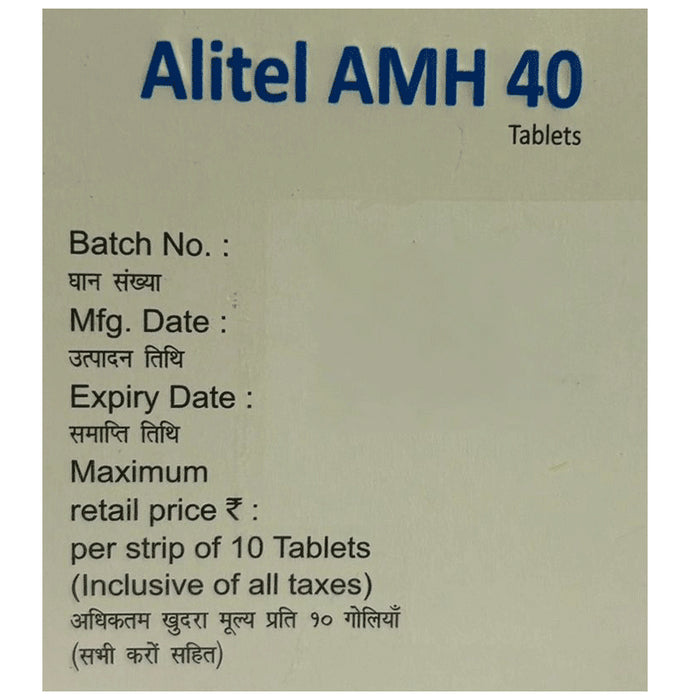 Alitel AMH 40
Tablets
Batch No. :
घान संख्या
Mfg. Date :
उत्पादन तिथि
Expiry Date :
समाप्ति तिथि
Maximum
retail price ₹ :
per strip of 10 Tablets
(Inclusive of all taxes)
अधिकतम खुदरा मूल्य प्रति १० गोलियाँ
(सभी करों सहित)